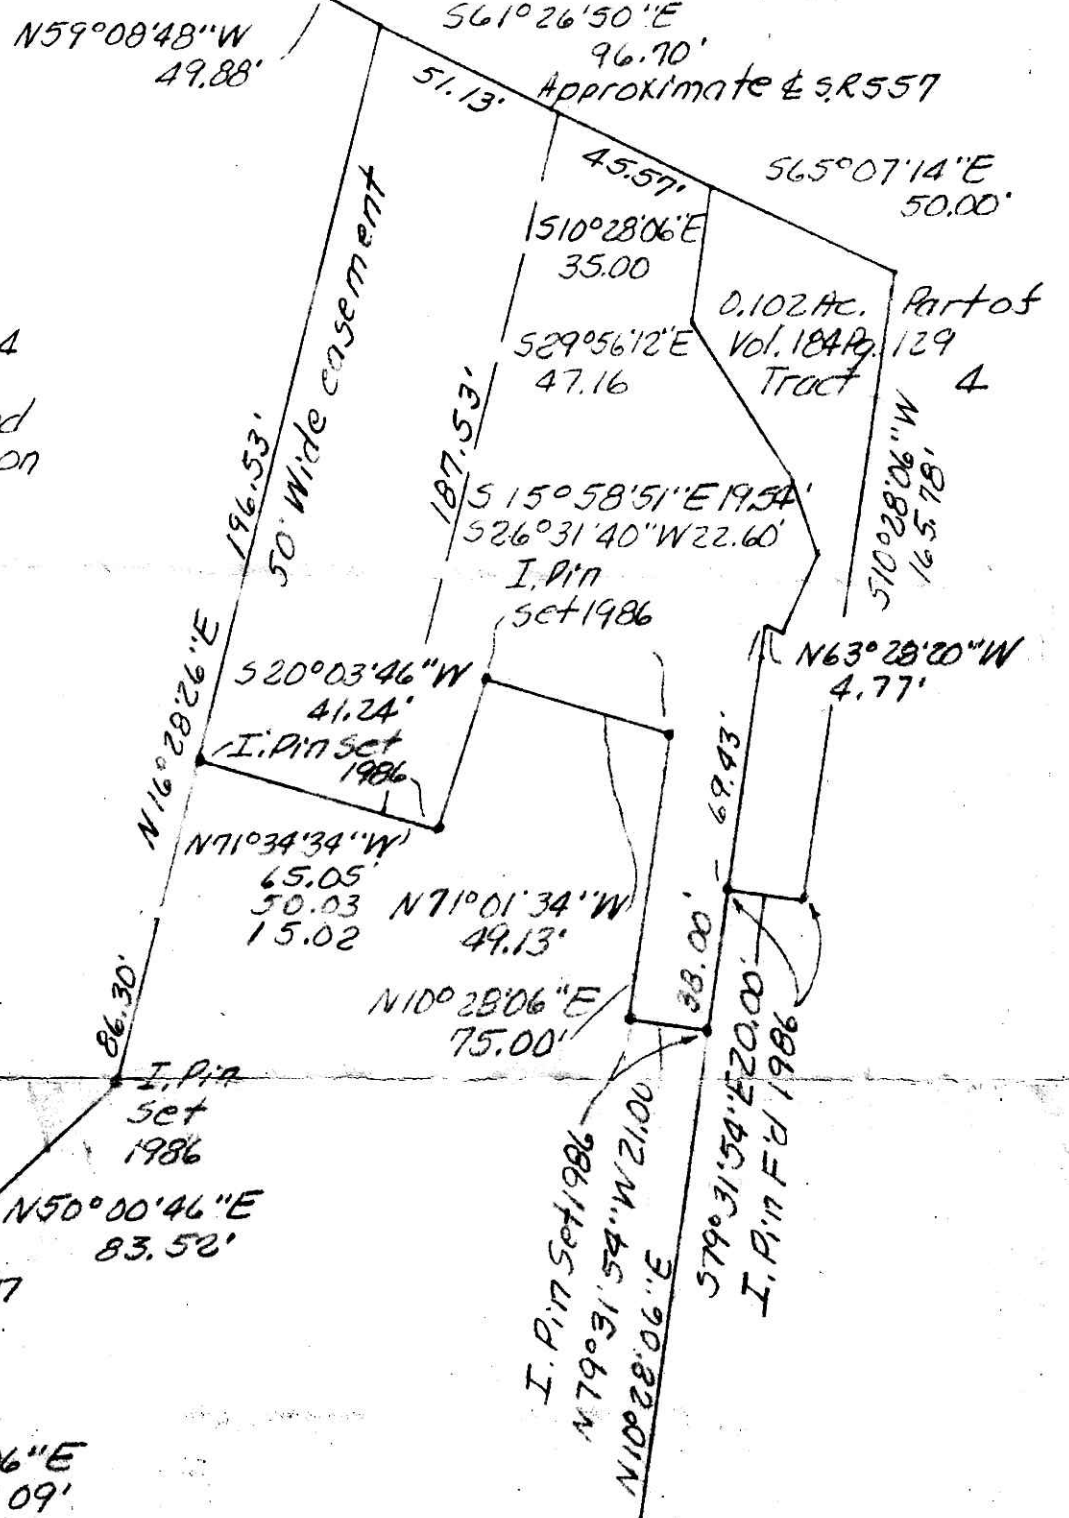 S61°26'50"E
96.70'
N59°08'48"W
49.88'
51.13'
Approximate ℄ S.R557
45.57'
S65°07'14"E
50.00'
S10°28'06"E
35.00
0.102 Ac. Part of
Vol. 184 Pg. 129
Tract 4
S29°56'12"E
47.16
4
on
196.53'
50' Wide easement
187.53'
S10°28'06"W
165.78'
S 15°58'51"E 19.54'
S26°31'40"W 22.60'
I. Pin
set 1986
N63°28'20"W
4.77'
N16°28'26"E
S20°03'46"W
41.24'
I. Pin Set
1986
69.43'
N71°34'34"W
65.05'
50.03
15.02
N71°01'34"W
49.13'
38.00'
N10°28'06"E
75.00'
86.30'
I. Pin
Set
1986
N50°00'46"E
83.52'
I. Pin Set 1986
N79°31'54"W 21.00
N10°28'06"E
S79°31'54"E 20.00'
I. Pin F'd 1986
6"E
09'